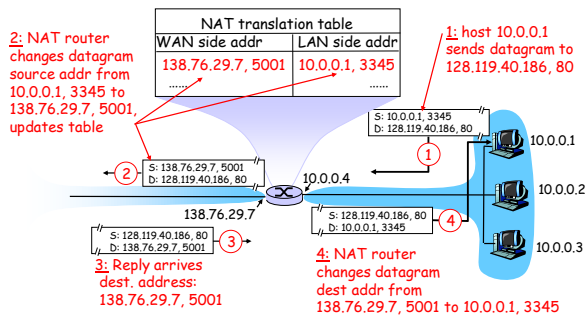 NAT translation table
WAN side addr LAN side addr
138.76.29.7, 5001 10.0.0.1, 3345
...... ......
2: NAT router
changes datagram
source addr from
10.0.0.1, 3345 to
138.76.29.7, 5001,
updates table
1: host 10.0.0.1
sends datagram to
128.119.40.186, 80
S: 10.0.0.1, 3345
D: 128.119.40.186, 80
1
10.0.0.1
S: 138.76.29.7, 5001
D: 128.119.40.186, 80
2
10.0.0.4
10.0.0.2
138.76.29.7
S: 128.119.40.186, 80
D: 10.0.0.1, 3345
4
S: 128.119.40.186, 80
D: 138.76.29.7, 5001
3
10.0.0.3
3: Reply arrives
dest. address:
138.76.29.7, 5001
4: NAT router
changes datagram
dest addr from
138.76.29.7, 5001 to 10.0.0.1, 3345